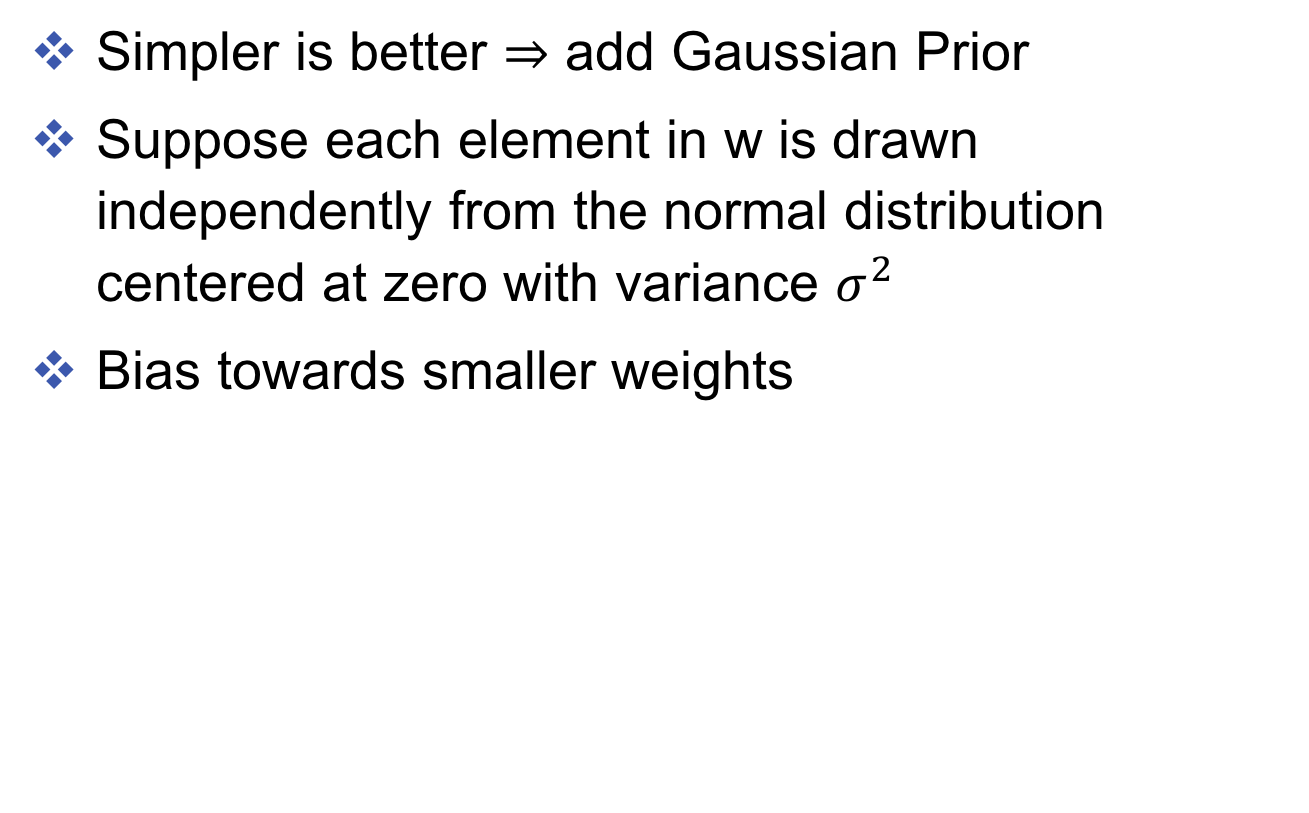 ❖ Simpler is better ⇒ add Gaussian Prior
❖ Suppose each element in w is drawn
independently from the normal distribution
centered at zero with variance 𝜎²
❖ Bias towards smaller weights